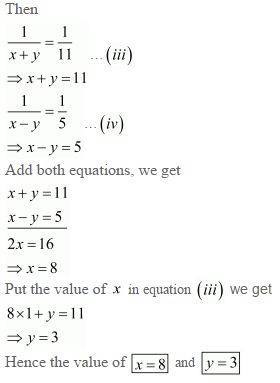 Then
1/(x+y) = 1/11 ...(iii)
⇒ x + y = 11
1/(x−y) = 1/5 ...(iv)
⇒ x − y = 5
Add both equations, we get
x + y = 11
x − y = 5
2x = 16
⇒ x = 8
Put the value of x in equation (iii) we get
8×1 + y = 11
⇒ y = 3
Hence the value of x = 8 and y = 3